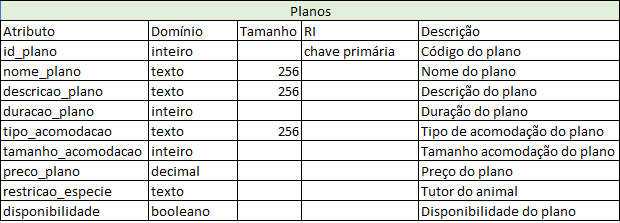 Planos
Atributo Domínio Tamanho RI Descrição
id_plano inteiro chave primária Código do plano
nome_plano texto 256 Nome do plano
descricao_plano texto 256 Descrição do plano
duracao_plano inteiro Duração do plano
tipo_acomodacao texto 256 Tipo de acomodação do plano
tamanho_acomodacao inteiro Tamanho acomodação do plano
preco_plano decimal Preço do plano
restricao_especie texto Tutor do animal
disponibilidade booleano Disponibilidade do plano